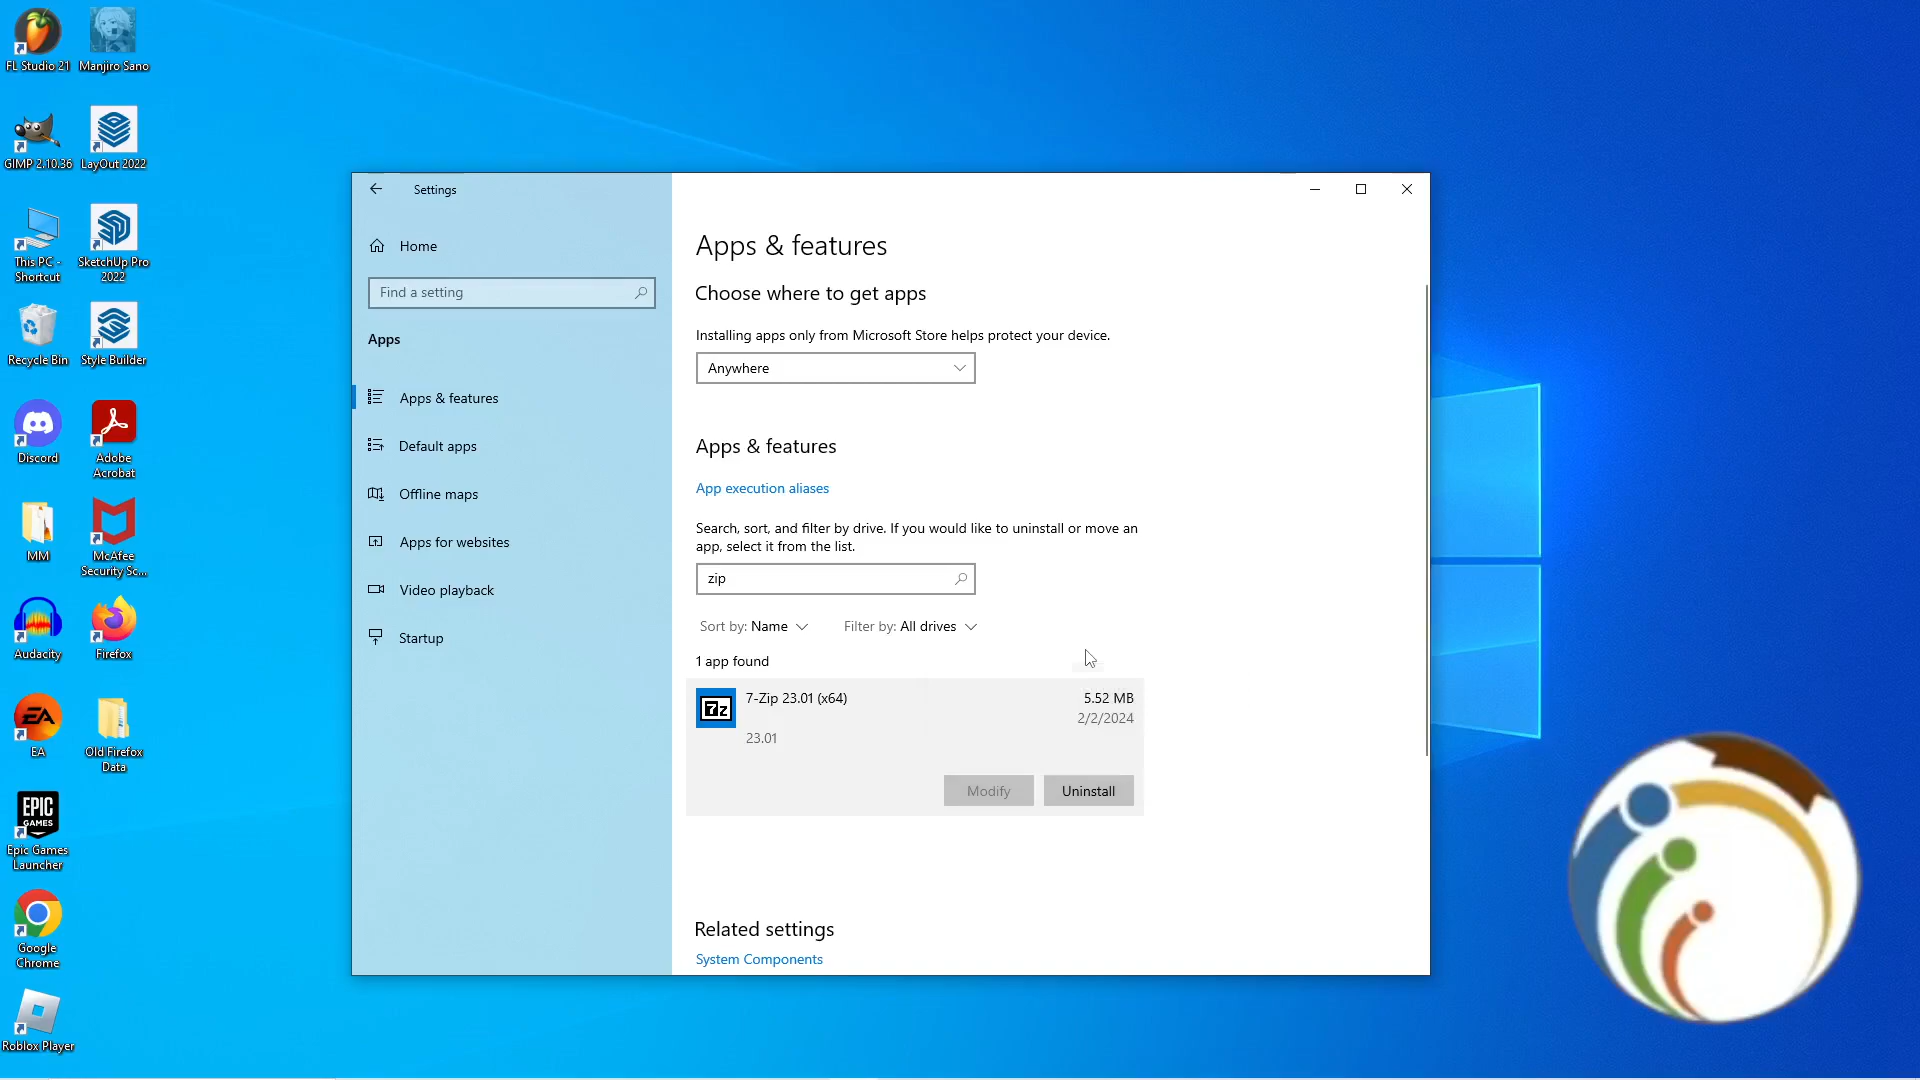 FL Studio 21
Manjiro Sano
GIMP 2.10.36
LayOut 2022
This PC -
Shortcut
SketchUp Pro
2022
Recycle Bin
Style Builder
Discord
Adobe
Acrobat
MM
McAfee
Security Sc...
Audacity
Firefox
EA
EA
Old Firefox
Data
EPIC
GAMES
Epic Games
Launcher
Google
Chrome
Roblox Player
Settings
Home
Find a setting
Apps
Apps & features
Default apps
Offline maps
Apps for websites
Video playback
Startup
Apps & features
Choose where to get apps
Installing apps only from Microsoft Store helps protect your device.
Anywhere
Apps & features
App execution aliases
Search, sort, and filter by drive. If you would like to uninstall or move an
app, select it from the list.
zip
Sort by: Name
Filter by: All drives
1 app found
7z
7-Zip 23.01 (x64)
5.52 MB
2/2/2024
23.01
Modify
Uninstall
Related settings
System Components